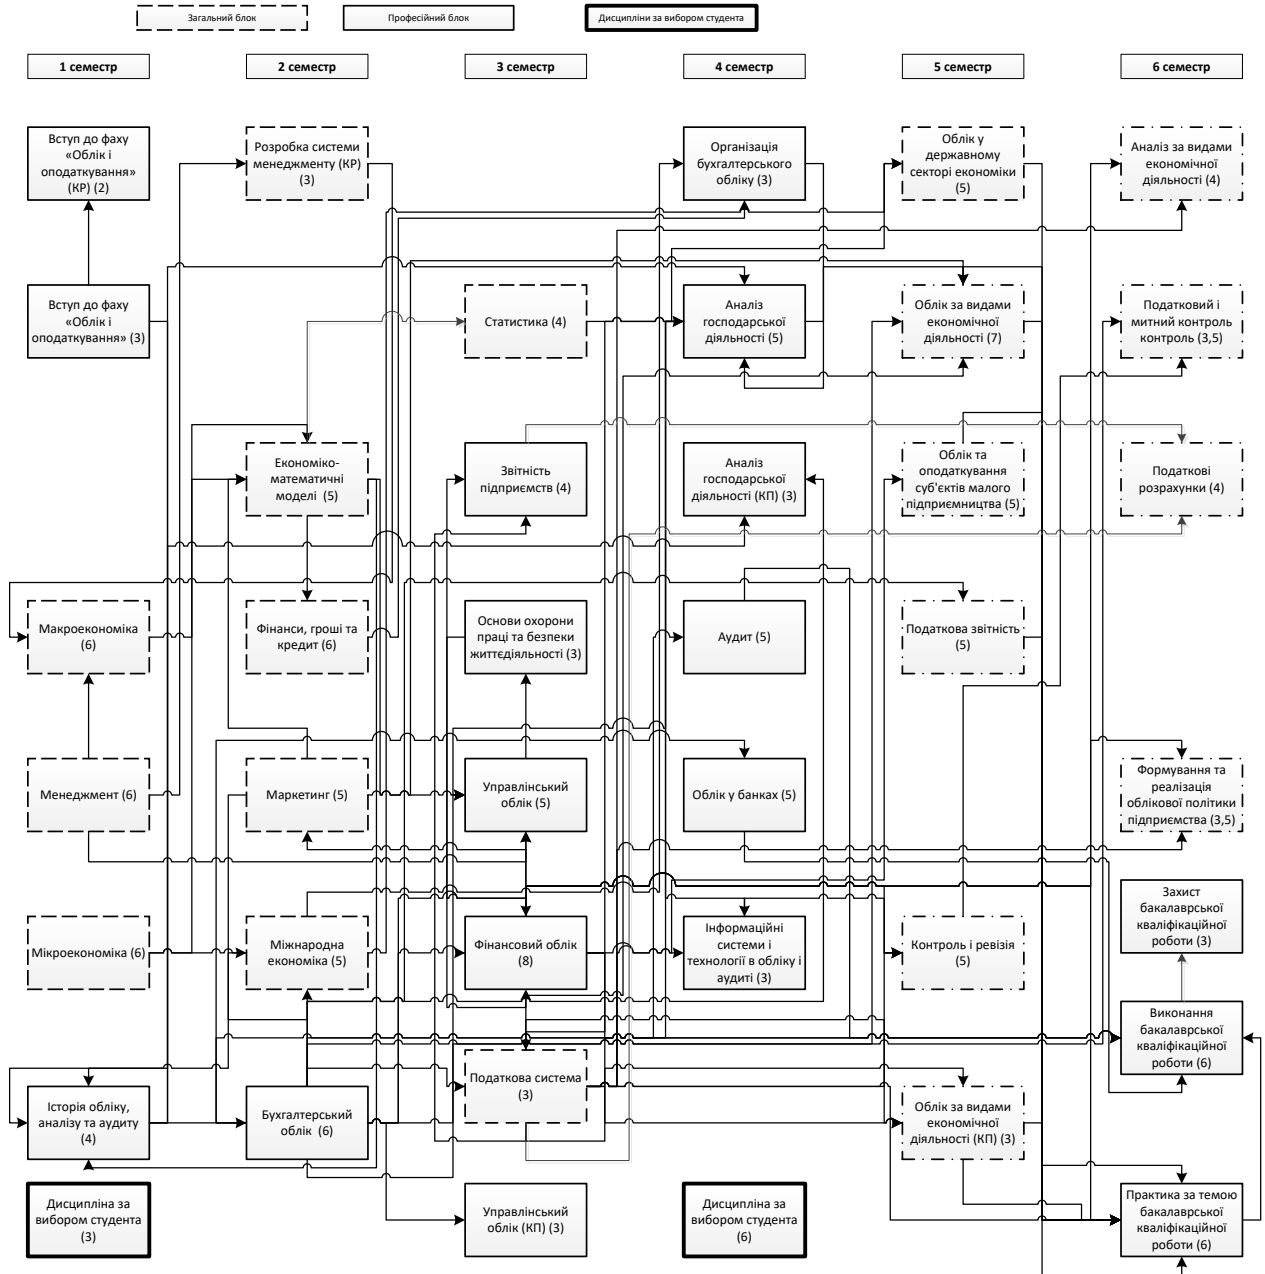 Загальний блок
Професійний блок
Дисципліни за вибором студента
1 семестр
2 семестр
3 семестр
4 семестр
5 семестр
6 семестр
Вступ до фаху
«Облік і
оподаткування»
(КР) (2)
Розробка системи
менеджменту (КР)
(3)
Організація
бухгалтерського
обліку (3)
Облік у
державному
секторі економіки
(5)
Аналіз за видами
економічної
діяльності (4)
Вступ до фаху
«Облік і
оподаткування» (3)
Статистика (4)
Аналіз
господарської
діяльності (5)
Облік за видами
економічної
діяльності (7)
Податковий і
митний контроль
контроль (3,5)
Економіко-
математичні
моделі (5)
Звітність
підприємств (4)
Аналіз
господарської
діяльності (КП) (3)
Облік та
оподаткування
суб'єктів малого
підприємництва (5)
Податкові
розрахунки (4)
Макроекономіка
(6)
Фінанси, гроші та
кредит (6)
Основи охорони
праці та безпеки
життєдіяльності (3)
Аудит (5)
Податкова звітність
(5)
Менеджмент (6)
Маркетинг (5)
Управлінський
облік (5)
Облік у банках (5)
Формування та
реалізація
облікової політики
підприємства (3,5)
Мікроекономіка (6)
Міжнародна
економіка (5)
Фінансовий облік
(8)
Інформаційні
системи і
технології в обліку і
аудиті (3)
Контроль і ревізія
(5)
Захист
бакалаврської
кваліфікаційної
роботи (3)
Виконання
бакалаврської
кваліфікаційної
роботи (6)
Історія обліку,
аналізу та аудиту
(4)
Бухгалтерський
облік (6)
Податкова система
(3)
Облік за видами
економічної
діяльності (КП) (3)
Дисципліна за
вибором студента
(3)
Управлінський
облік (КП) (3)
Дисципліна за
вибором студента
(6)
Практика за темою
бакалаврської
кваліфікаційної
роботи (6)